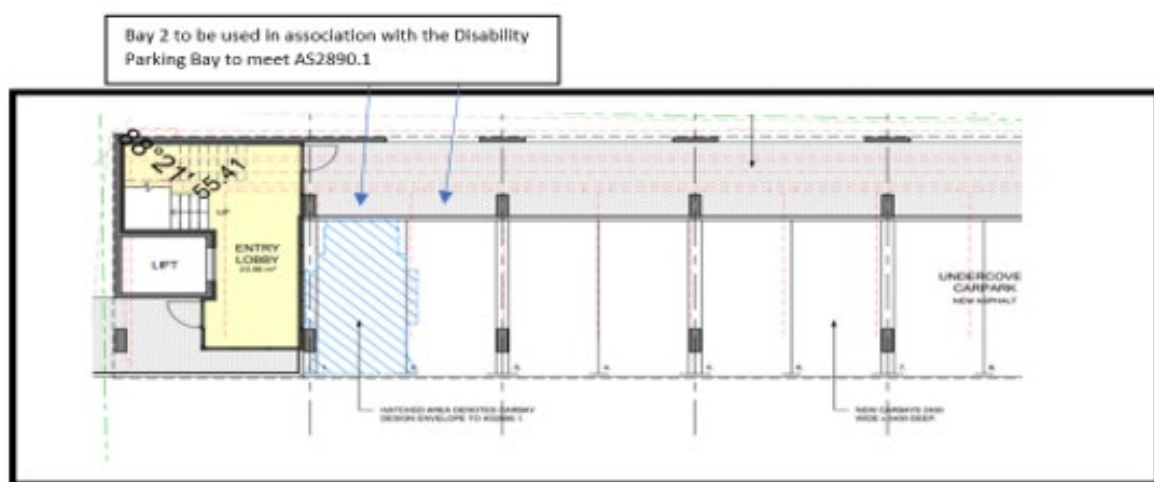 Bay 2 to be used in association with the Disability
Parking Bay to meet AS2890.1
88°21' 55.41
UP
LIFT
ENTRY
LOBBY
UNDERCOVE
CARPARK
NEW ASPHALT
HATCHED AREA DENOTES CARBAY
DESIGN ENVELOPE TO AS2890.1
NEW CARBAYS 2400
WIDE x 5400 DEEP.